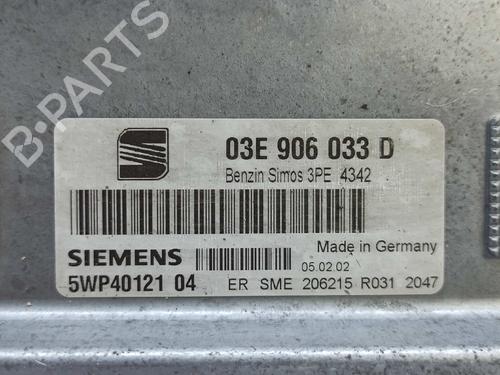 B-PARTS
03E 906 033 D
Benzin Simos 3PE 4342
Made in Germany
SIEMENS
05.02.02
5WP40121 04
ER SME 206215 R031 2047
B-PARTS